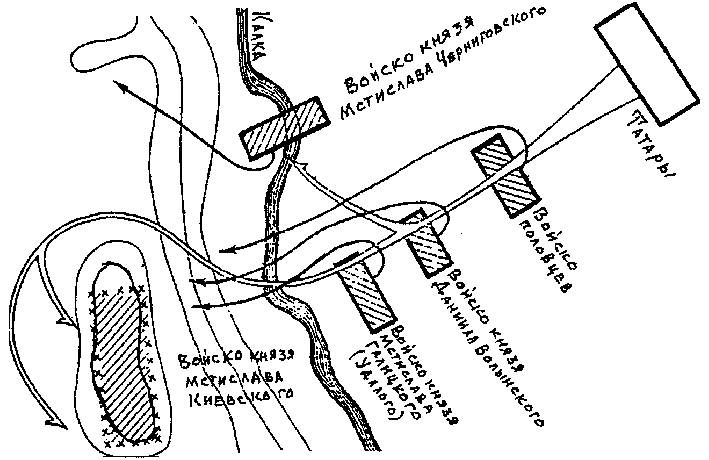 Калка
Войско князя
Мстислава Черниговского
Татары
Войско
половцев
Войско князя
Даниила Волынского
Войско князя
Мстислава
Галицкого
(Удалого)
Войско князя
Мстислава
Киевского